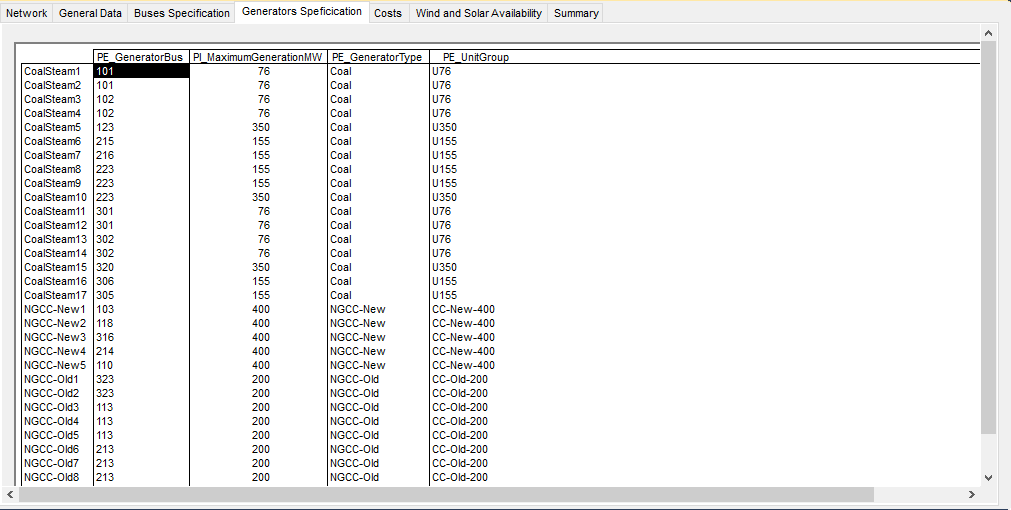 Network General Data Buses Specification Generators Speficication Costs Wind and Solar Availability Summary
PE_GeneratorBus PI_MaximumGenerationMW PE_GeneratorType PE_UnitGroup
CoalSteam1 101 76 Coal U76
CoalSteam2 101 76 Coal U76
CoalSteam3 102 76 Coal U76
CoalSteam4 102 76 Coal U76
CoalSteam5 123 350 Coal U350
CoalSteam6 215 155 Coal U155
CoalSteam7 216 155 Coal U155
CoalSteam8 223 155 Coal U155
CoalSteam9 223 155 Coal U155
CoalSteam10 223 350 Coal U350
CoalSteam11 301 76 Coal U76
CoalSteam12 301 76 Coal U76
CoalSteam13 302 76 Coal U76
CoalSteam14 302 76 Coal U76
CoalSteam15 320 350 Coal U350
CoalSteam16 306 155 Coal U155
CoalSteam17 305 155 Coal U155
NGCC-New1 103 400 NGCC-New CC-New-400
NGCC-New2 118 400 NGCC-New CC-New-400
NGCC-New3 316 400 NGCC-New CC-New-400
NGCC-New4 214 400 NGCC-New CC-New-400
NGCC-New5 110 400 NGCC-New CC-New-400
NGCC-Old1 323 200 NGCC-Old CC-Old-200
NGCC-Old2 323 200 NGCC-Old CC-Old-200
NGCC-Old3 113 200 NGCC-Old CC-Old-200
NGCC-Old4 113 200 NGCC-Old CC-Old-200
NGCC-Old5 113 200 NGCC-Old CC-Old-200
NGCC-Old6 213 200 NGCC-Old CC-Old-200
NGCC-Old7 213 200 NGCC-Old CC-Old-200
NGCC-Old8 213 200 NGCC-Old CC-Old-200